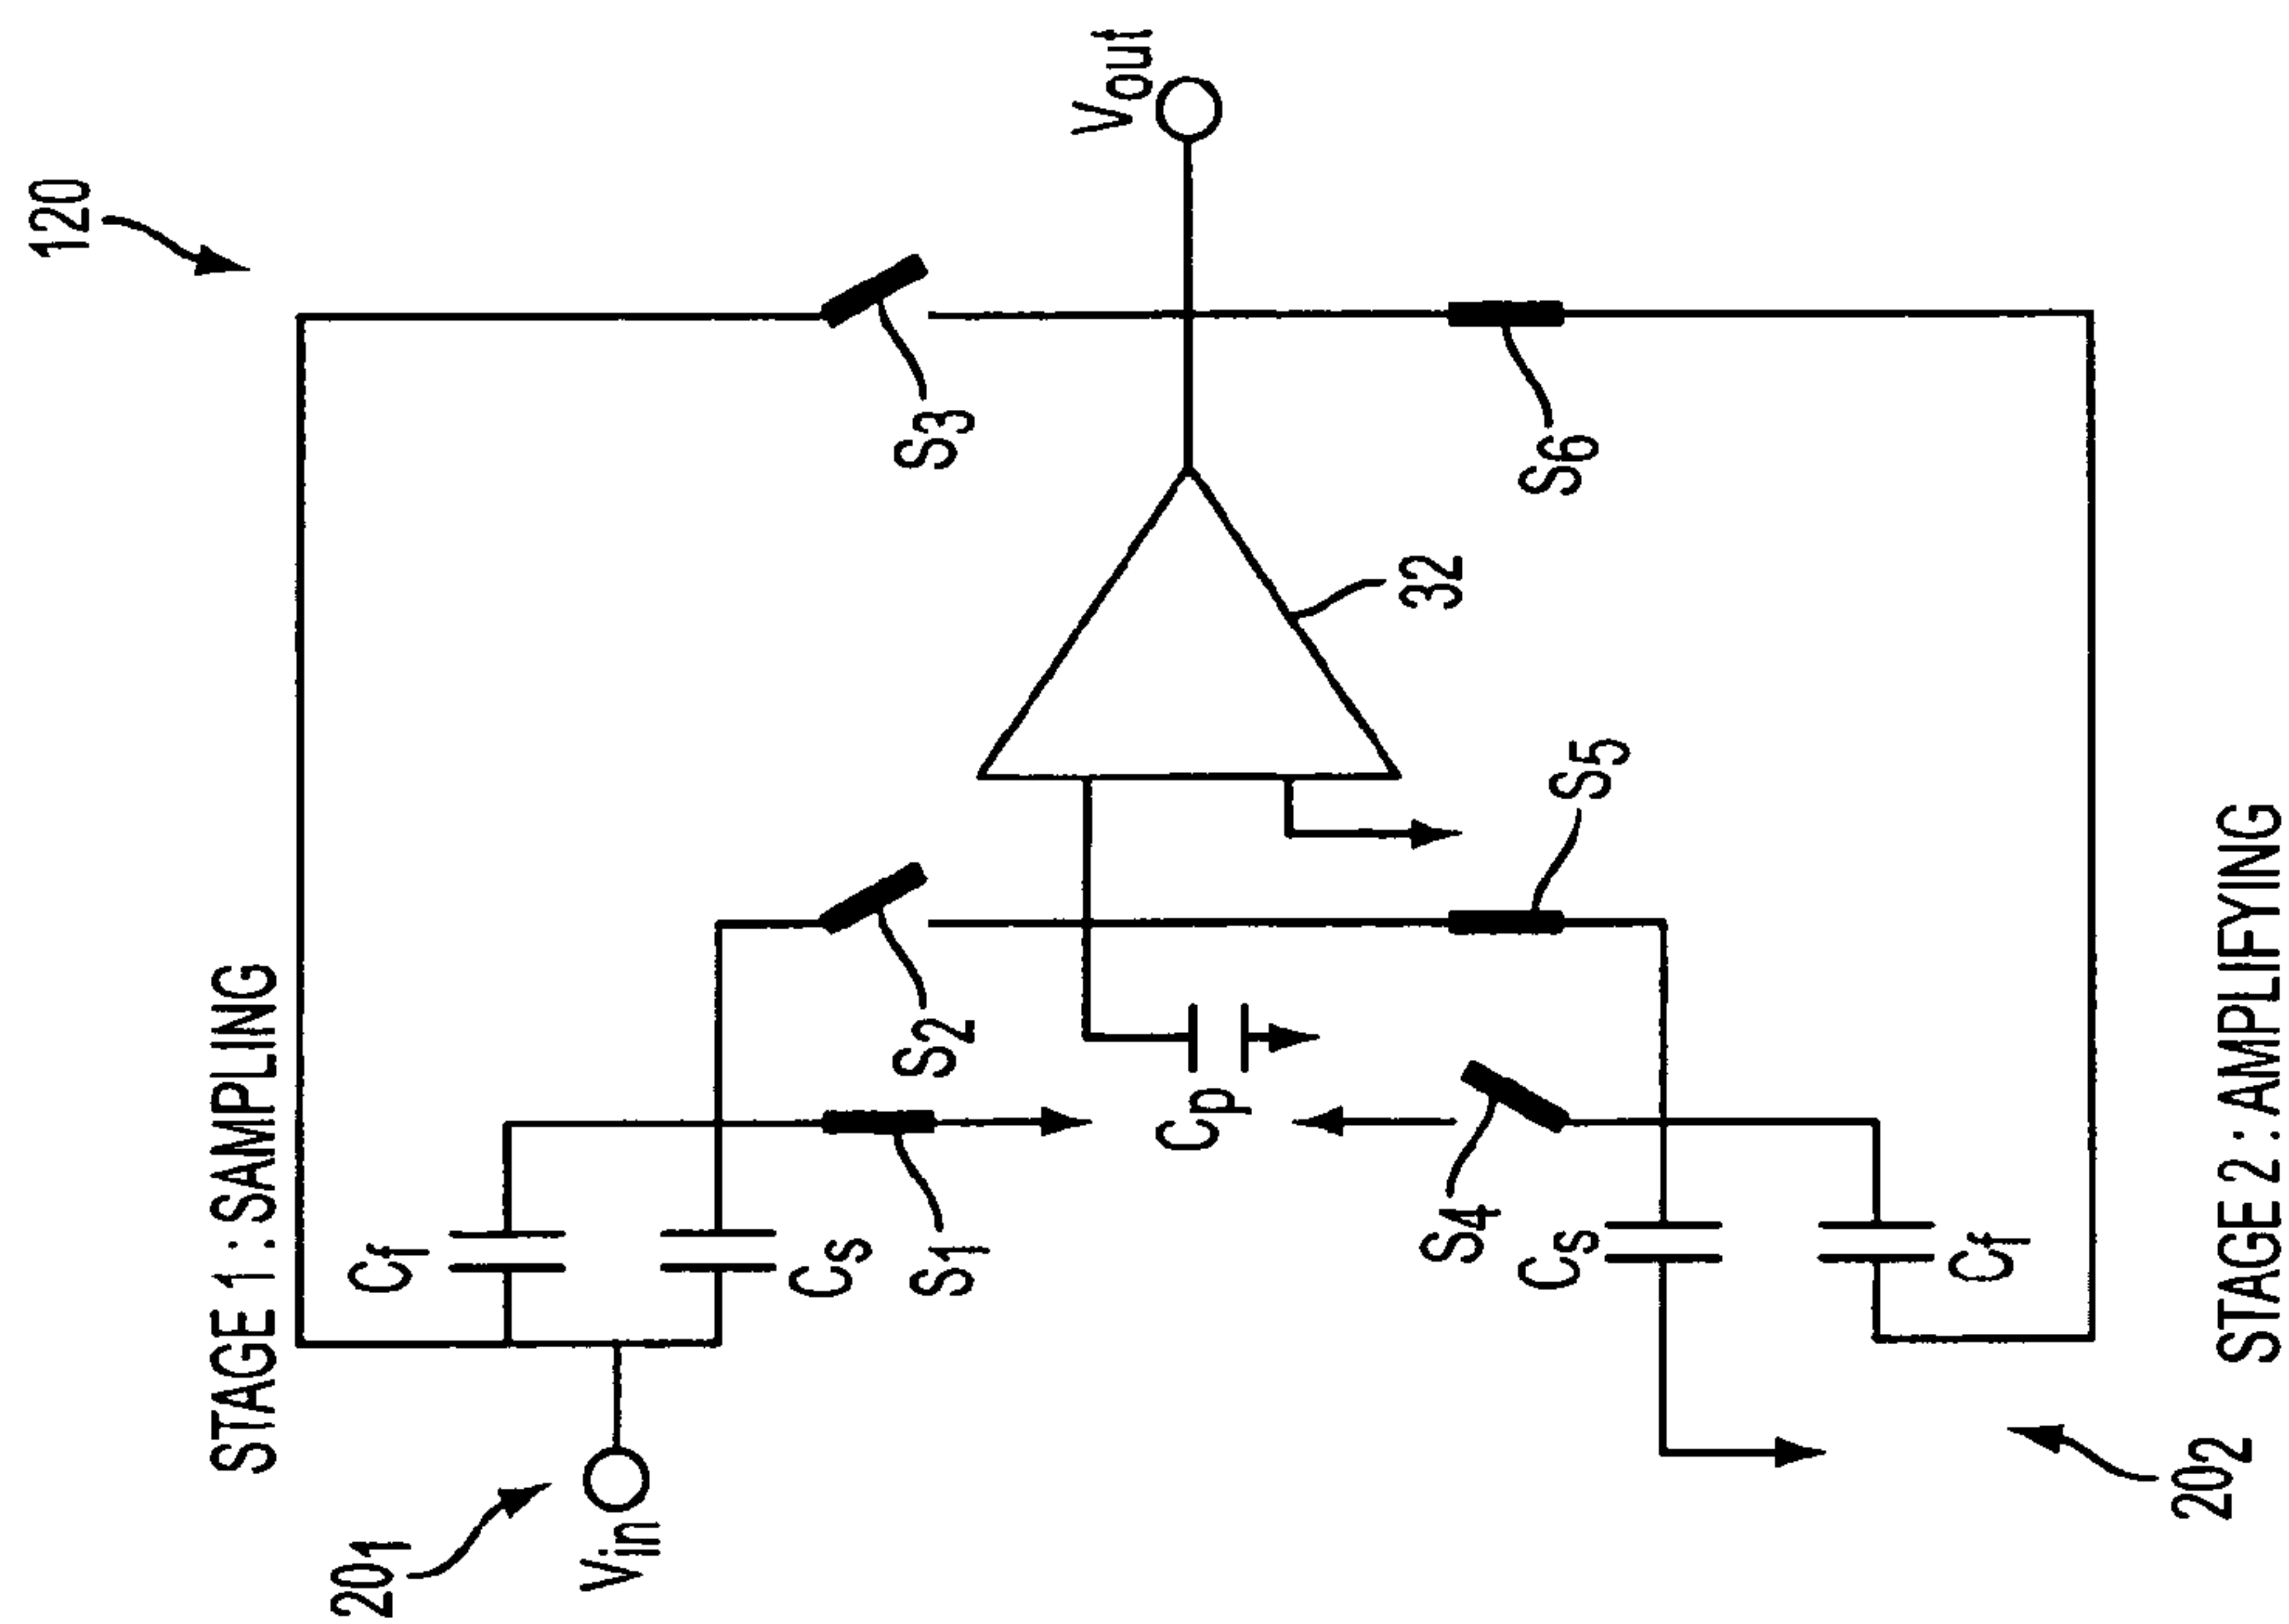 120
STAGE 1 : SAMPLING
201
Vin
Cf
Cs
S1
S2
S3
Vout
Cp
32
S4
S5
S6
Cs
Cf
202
STAGE 2 : AMPLIFYING